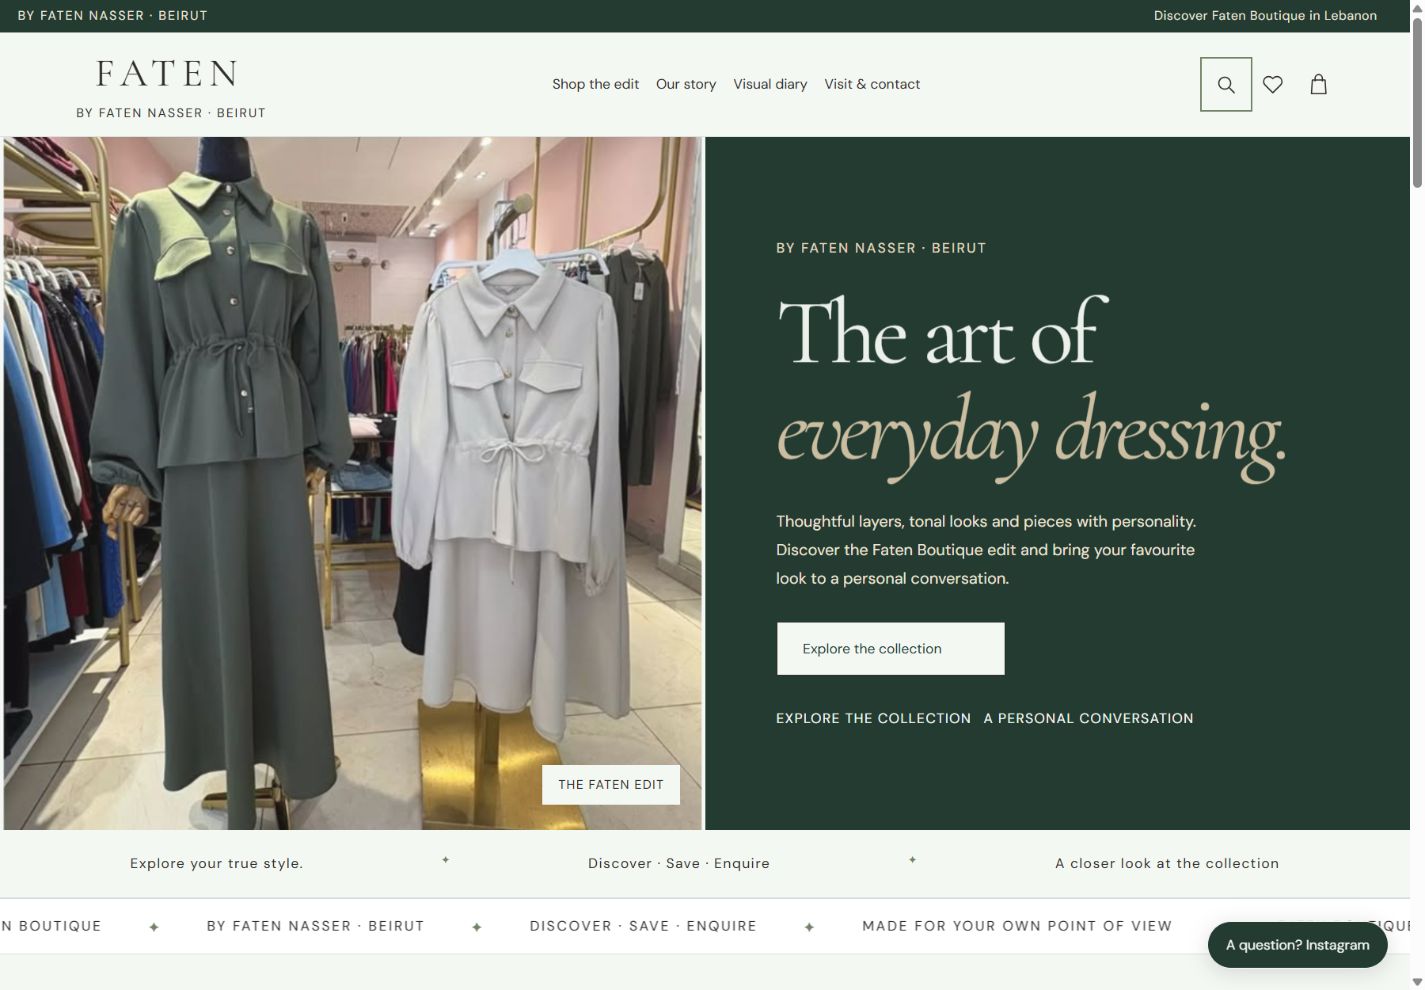 BY FATEN NASSER · BEIRUT
Discover Faten Boutique in Lebanon
FATEN
BY FATEN NASSER · BEIRUT
Shop the edit
Our story
Visual diary
Visit & contact
BY FATEN NASSER · BEIRUT
The art of
everyday dressing.
Thoughtful layers, tonal looks and pieces with personality.
Discover the Faten Boutique edit and bring your favourite
look to a personal conversation.
Explore the collection
EXPLORE THE COLLECTION A PERSONAL CONVERSATION
THE FATEN EDIT
Explore your true style.
Discover · Save · Enquire
A closer look at the collection
N BOUTIQUE ✦ BY FATEN NASSER · BEIRUT ✦ DISCOVER · SAVE · ENQUIRE ✦ MADE FOR YOUR OWN POINT OF VIEW
A question? Instagram